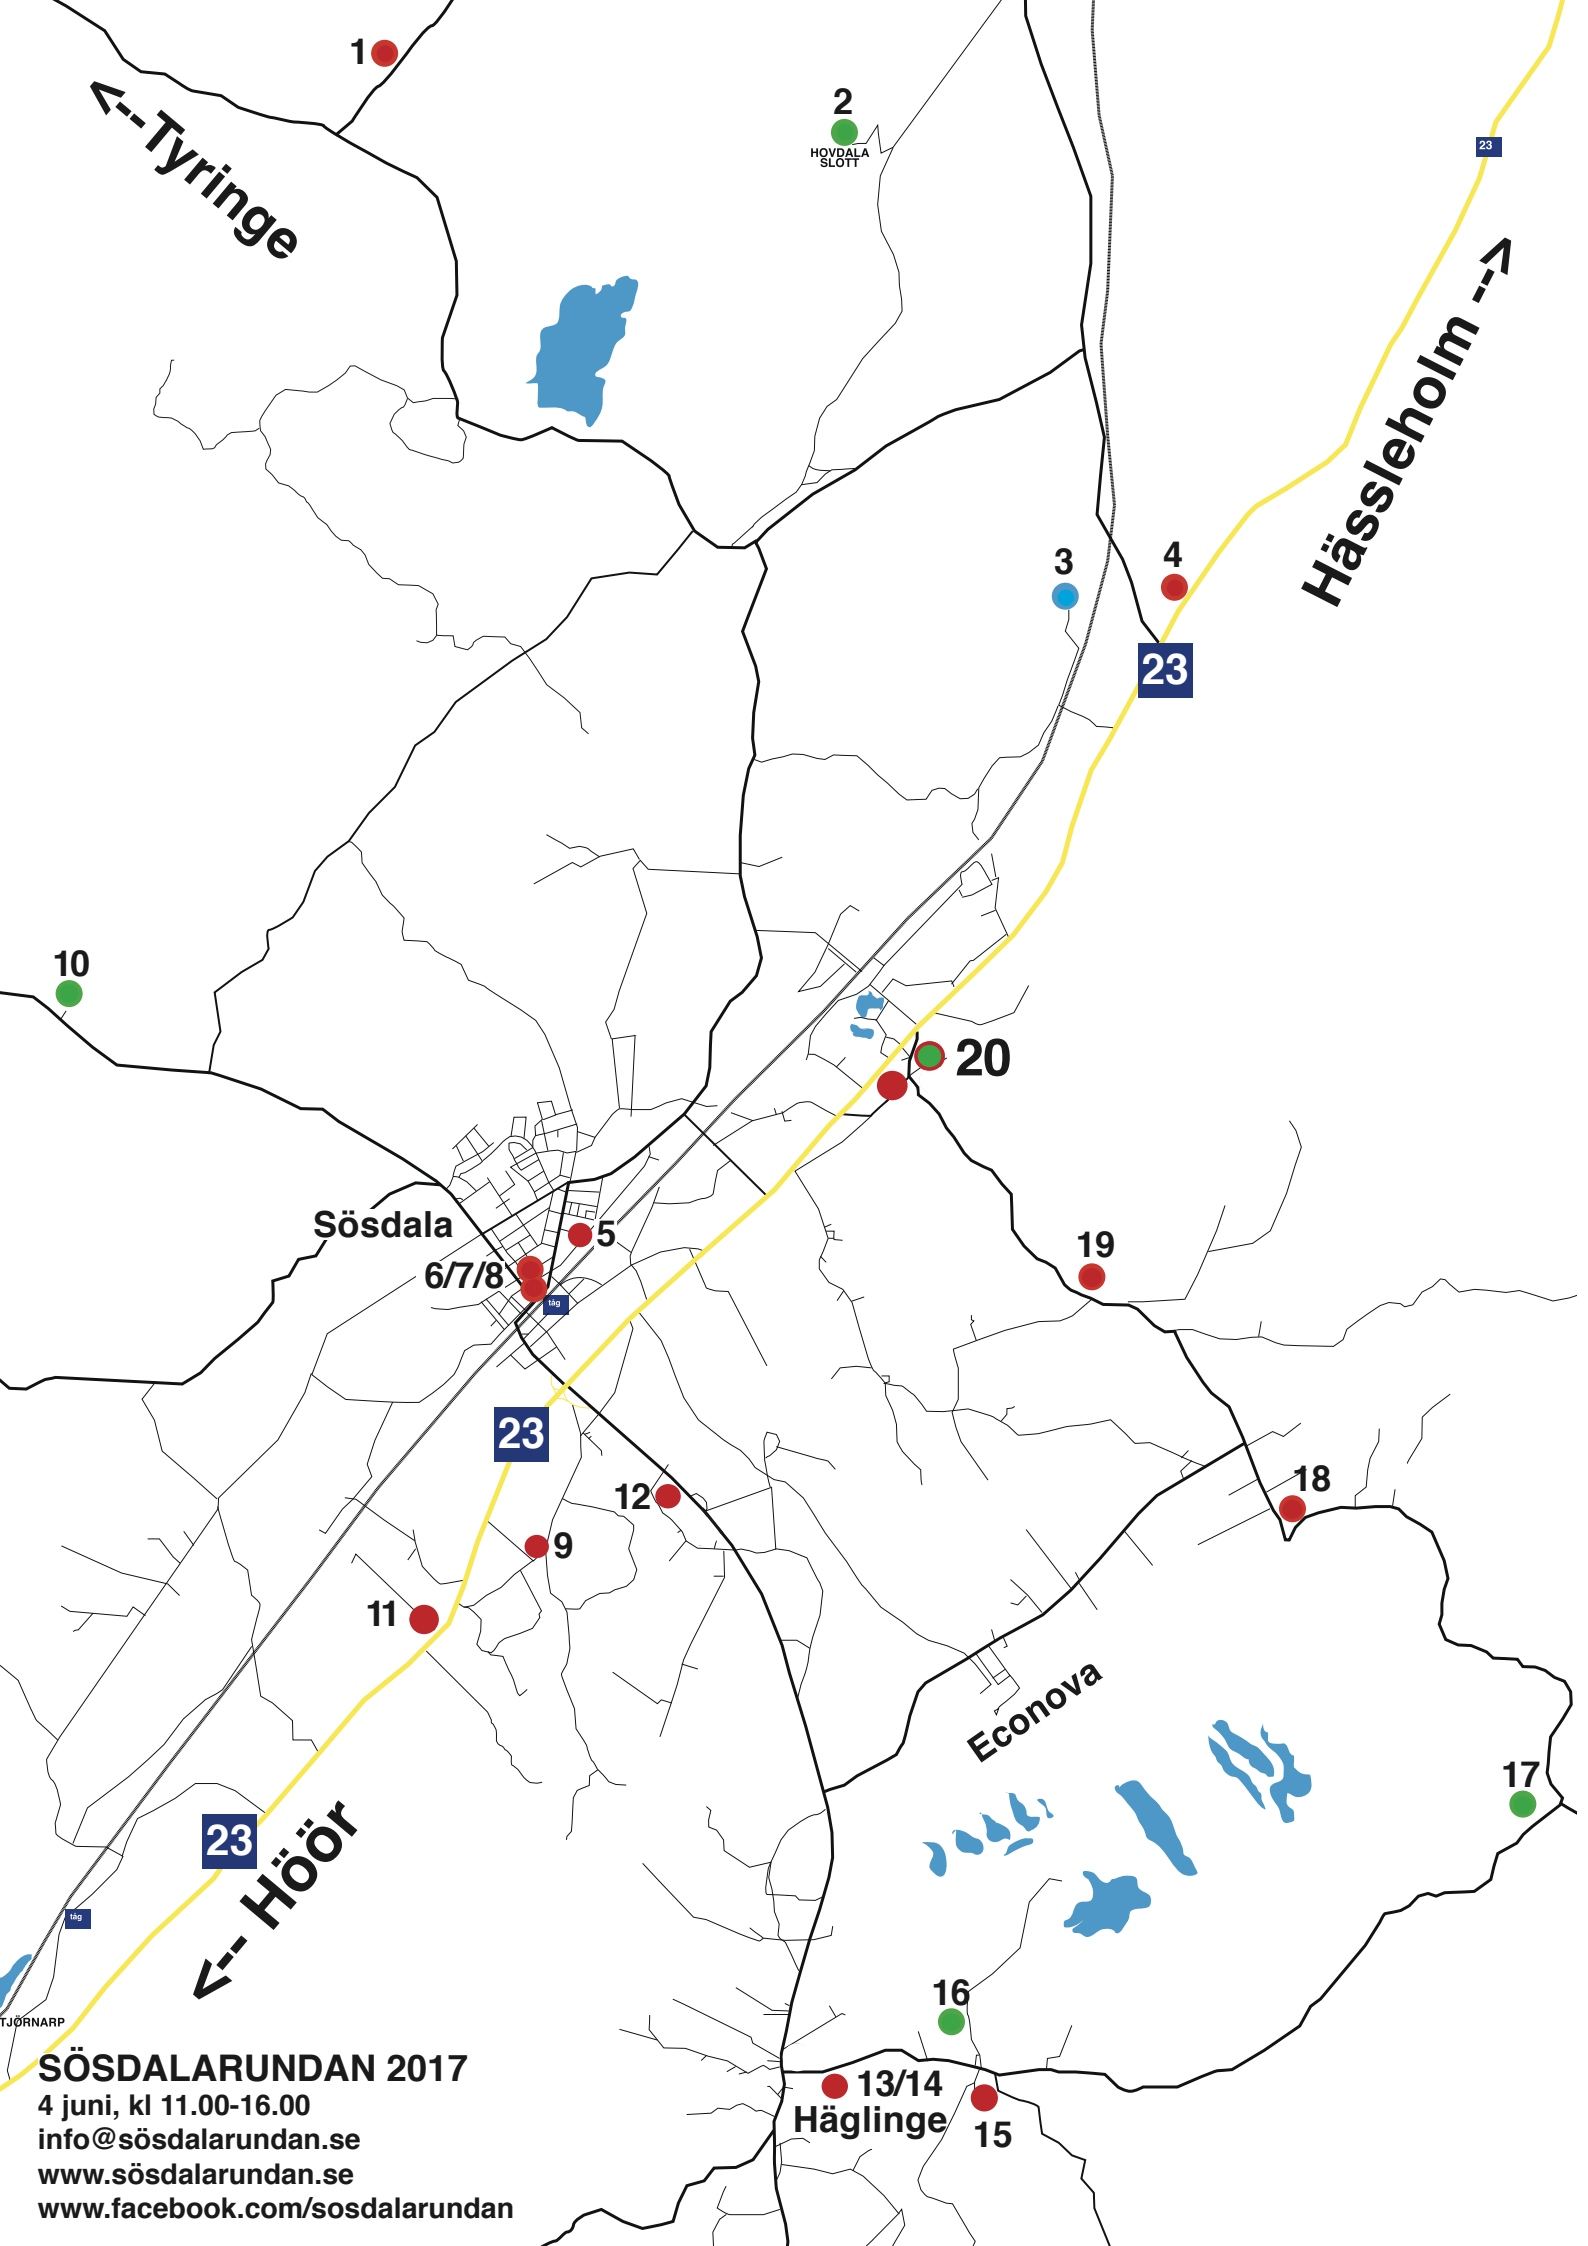 1
<--Tyringe
2
HOVDALA
SLOTT
23
Hässleholm -->
3
4
23
10
20
Sösdala
5
6/7/8
tåg
19
23
12
18
9
11
Econova
17
23
<-- Höör
tåg
16
TJÖRNARP
13/14
Häglinge
15
SÖSDALARUNDAN 2017
4 juni, kl 11.00-16.00
info@sösdalarundan.se
www.sösdalarundan.se
www.facebook.com/sosdalarundan